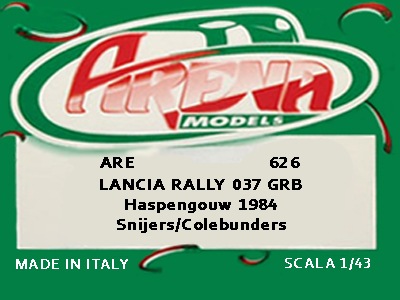 ARENA
MODELS
ARE 626
LANCIA RALLY 037 GRB
Haspengouw 1984
Snijers/Colebunders
MADE IN ITALY SCALA 1/43